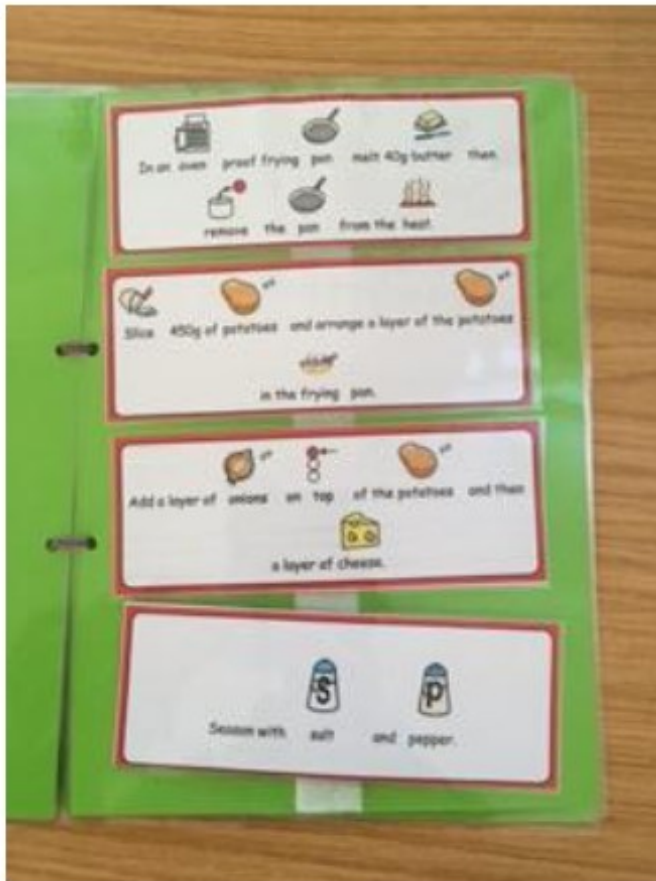 In an oven proof frying pan melt 40g butter then
remove the pan from the heat.
Slice 450g of potatoes and arrange a layer of the potatoes
in the frying pan.
Add a layer of onions on top of the potatoes and then
a layer of cheese.
S P
Season with salt and pepper.